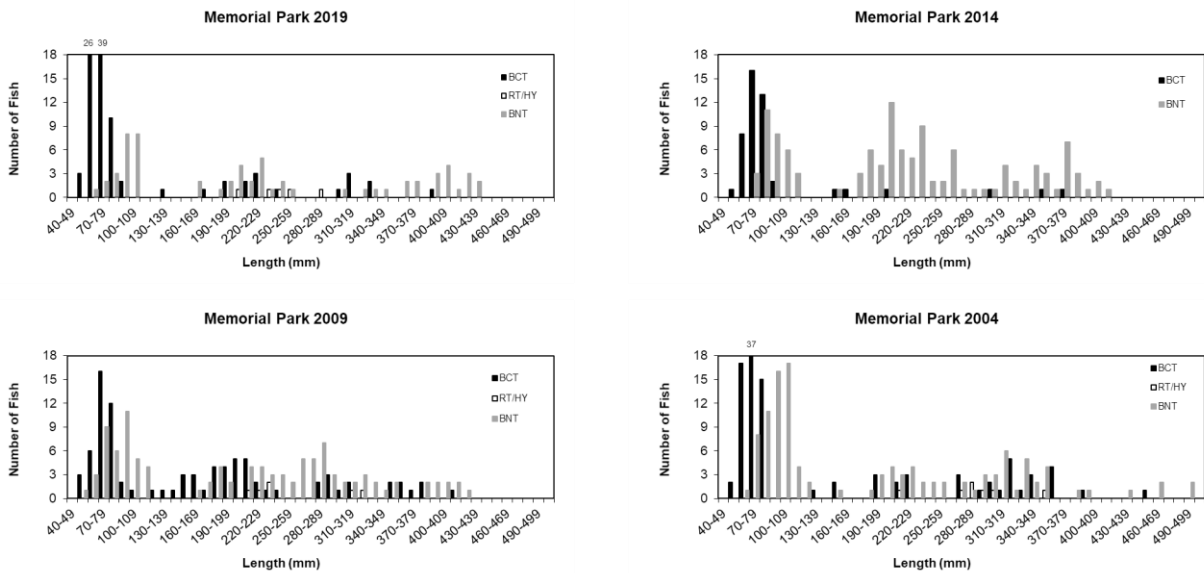 Memorial Park 2019
26 39
18
15
12
9
6
3
0
Number of Fish
BCT
RT/HY
BNT
40-49 70-79 100-109 130-139 160-169 190-199 220-229 250-259 280-289 310-319 340-349 370-379 400-409 430-439 460-469 490-499
Length (mm)
Memorial Park 2014
18
15
12
9
6
3
0
Number of Fish
BCT
BNT
40-49 70-79 100-109 130-139 160-169 190-199 220-229 250-259 280-289 310-319 340-349 370-379 400-409 430-439 460-469 490-499
Length (mm)
Memorial Park 2009
18
15
12
9
6
3
0
Number of Fish
BCT
RT/HY
BNT
40-49 70-79 100-109 130-139 160-169 190-199 220-229 250-259 280-289 310-319 340-349 370-379 400-409 430-439 460-469 490-499
Length (mm)
Memorial Park 2004
37
18
15
12
9
6
3
0
Number of Fish
BCT
RT/HY
BNT
40-49 70-79 100-109 130-139 160-169 190-199 220-229 250-259 280-289 310-319 340-349 370-379 400-409 430-439 460-469 490-499
Length (mm)